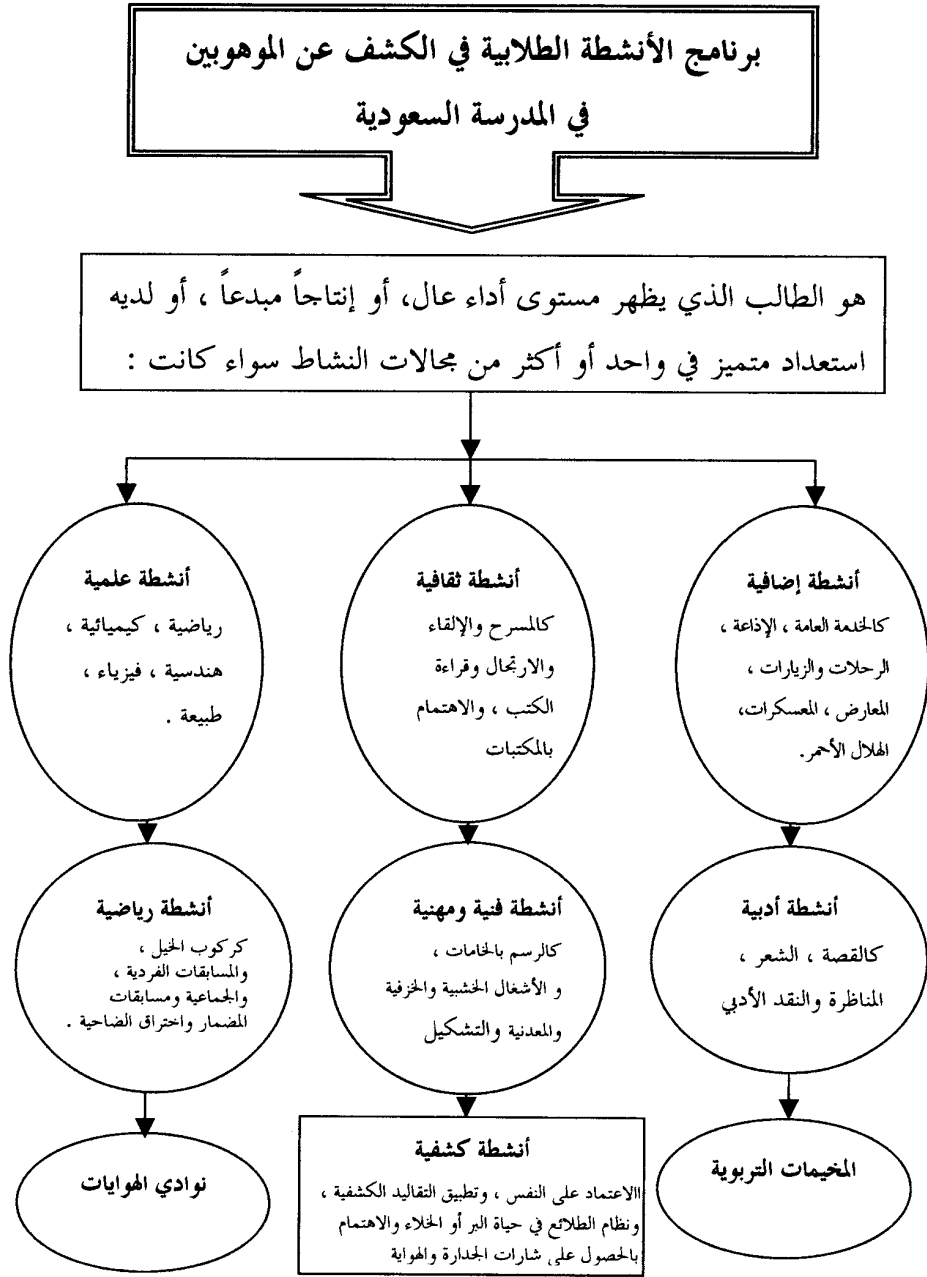 برنامج الأنشطة الطلابية في الكشف عن الموهوبين
في المدرسة السعودية
هو الطالب الذي يظهر مستوى أداء عال، أو إنتاجاً مبدعاً ، أو لديه
استعداد متميز في واحد أو أكثر من مجالات النشاط سواء كانت :
أنشطة إضافية
كالخدمة العامة ، الإذاعة ،
الرحلات والزيارات ،
المعارض ، المعسكرات،
الهلال الأحمر.
أنشطة ثقافية
كالمسرح والإلقاء
والارتجال وقراءة
الكتب ، والاهتمام
بالمكتبات
أنشطة علمية
رياضية ، كيميائية ،
هندسية ، فيزياء ،
طبيعة .
أنشطة أدبية
كالقصة ، الشعر ،
المناظرة والنقد الأدبي
أنشطة فنية ومهنية
كالرسم بالخامات ،
و الأشغال الخشبية والخزفية
والمعدنية والتشكيل
أنشطة رياضية
كركوب الخيل ،
والمسابقات الفردية ،
والجماعية ومسابقات
المضمار واختراق الضاحية .
المخيمات التربوية
أنشطة كشفية
االاعتماد على النفس ، وتطبيق التقاليد الكشفية ،
ونظام الطلائع في حياة البر أو الخلاء والاهتمام
بالحصول على شارات الجدارة والهواية
نوادي الهوايات